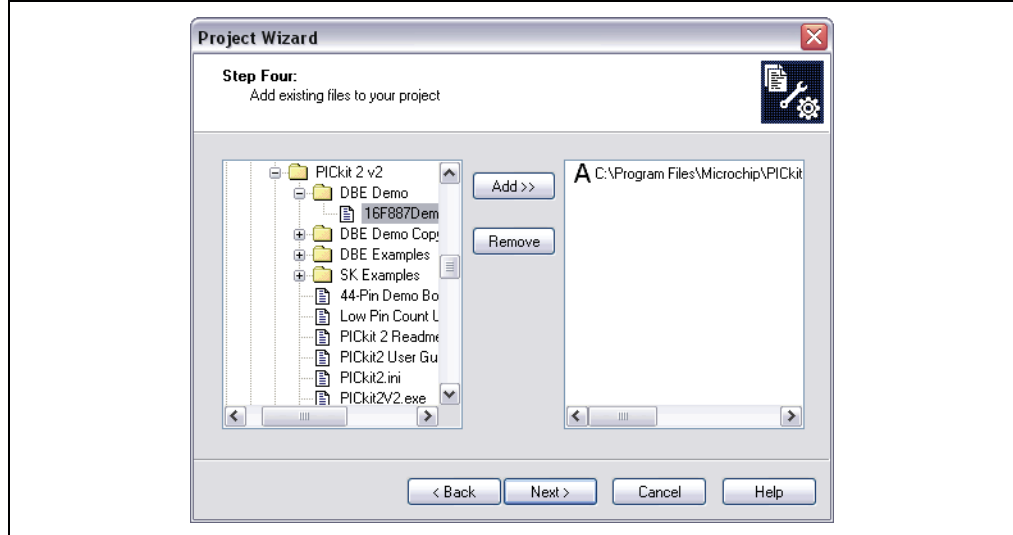 Project Wizard
Step Four:
Add existing files to your project
PICkit 2 v2
DBE Demo
16F887Dem
DBE Demo Copy
DBE Examples
SK Examples
44-Pin Demo Bo
Low Pin Count U
PICkit 2 Readme
PICkit2 User Gu
PICkit2.ini
PICkit2V2.exe
Add >>
Remove
A C:\Program Files\Microchip\PICkit
< Back
Next >
Cancel
Help